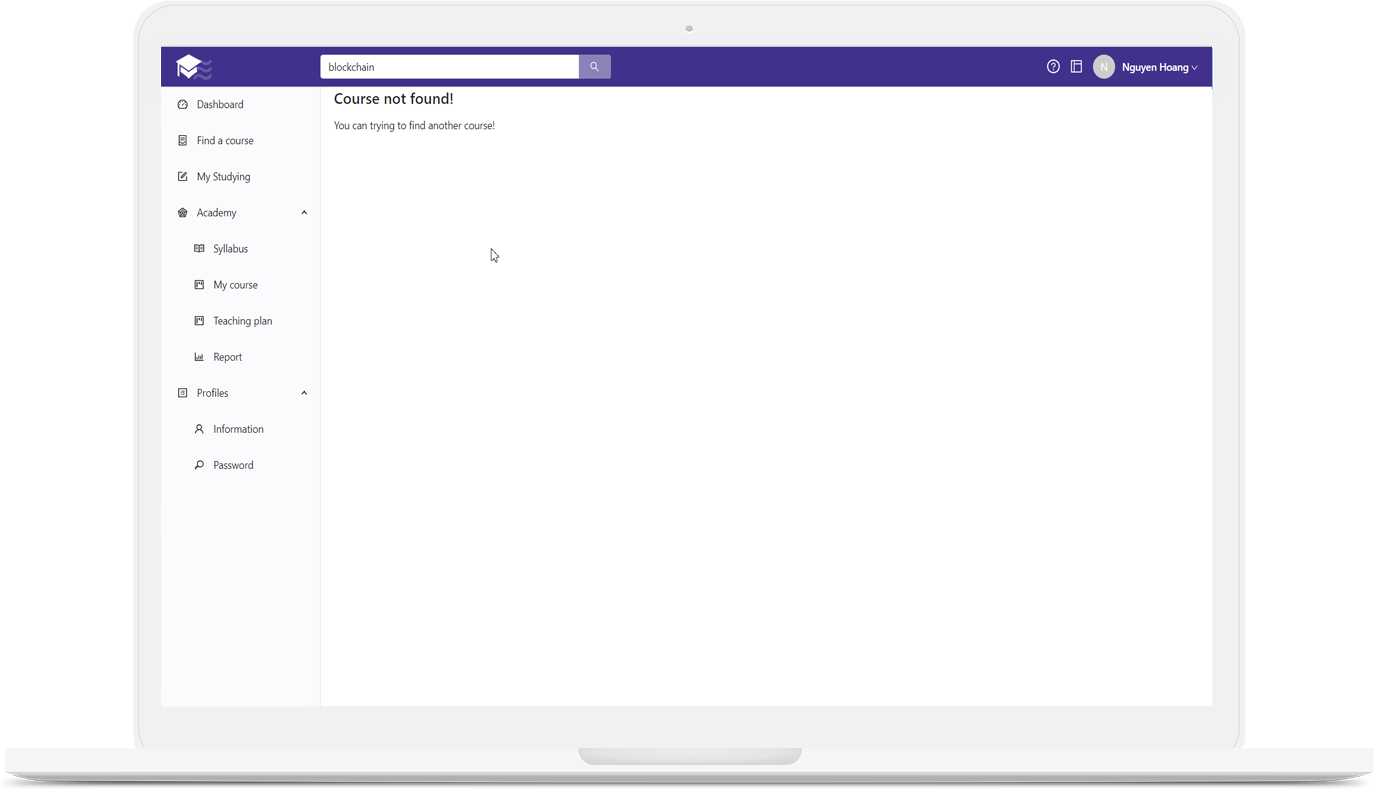 blockchain
N
Nguyen Hoang
Dashboard
Find a course
My Studying
Academy
Syllabus
My course
Teaching plan
Report
Profiles
Information
Password
Course not found!
You can trying to find another course!